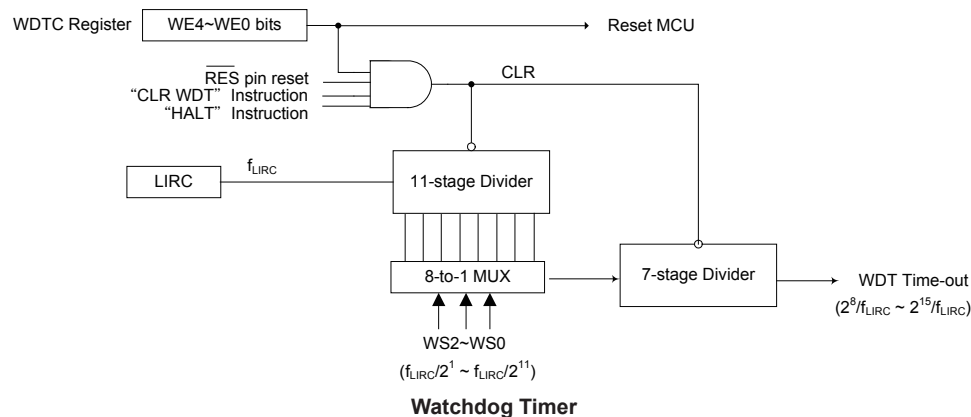 WDTC Register
WE4~WE0 bits
Reset MCU
RES pin reset
“CLR WDT” Instruction
“HALT” Instruction
CLR
LIRC
fLIRC
11-stage Divider
8-to-1 MUX
7-stage Divider
WDT Time-out
(2^8/fLIRC ~ 2^15/fLIRC)
WS2~WS0
(fLIRC/2^1 ~ fLIRC/2^11)
Watchdog Timer